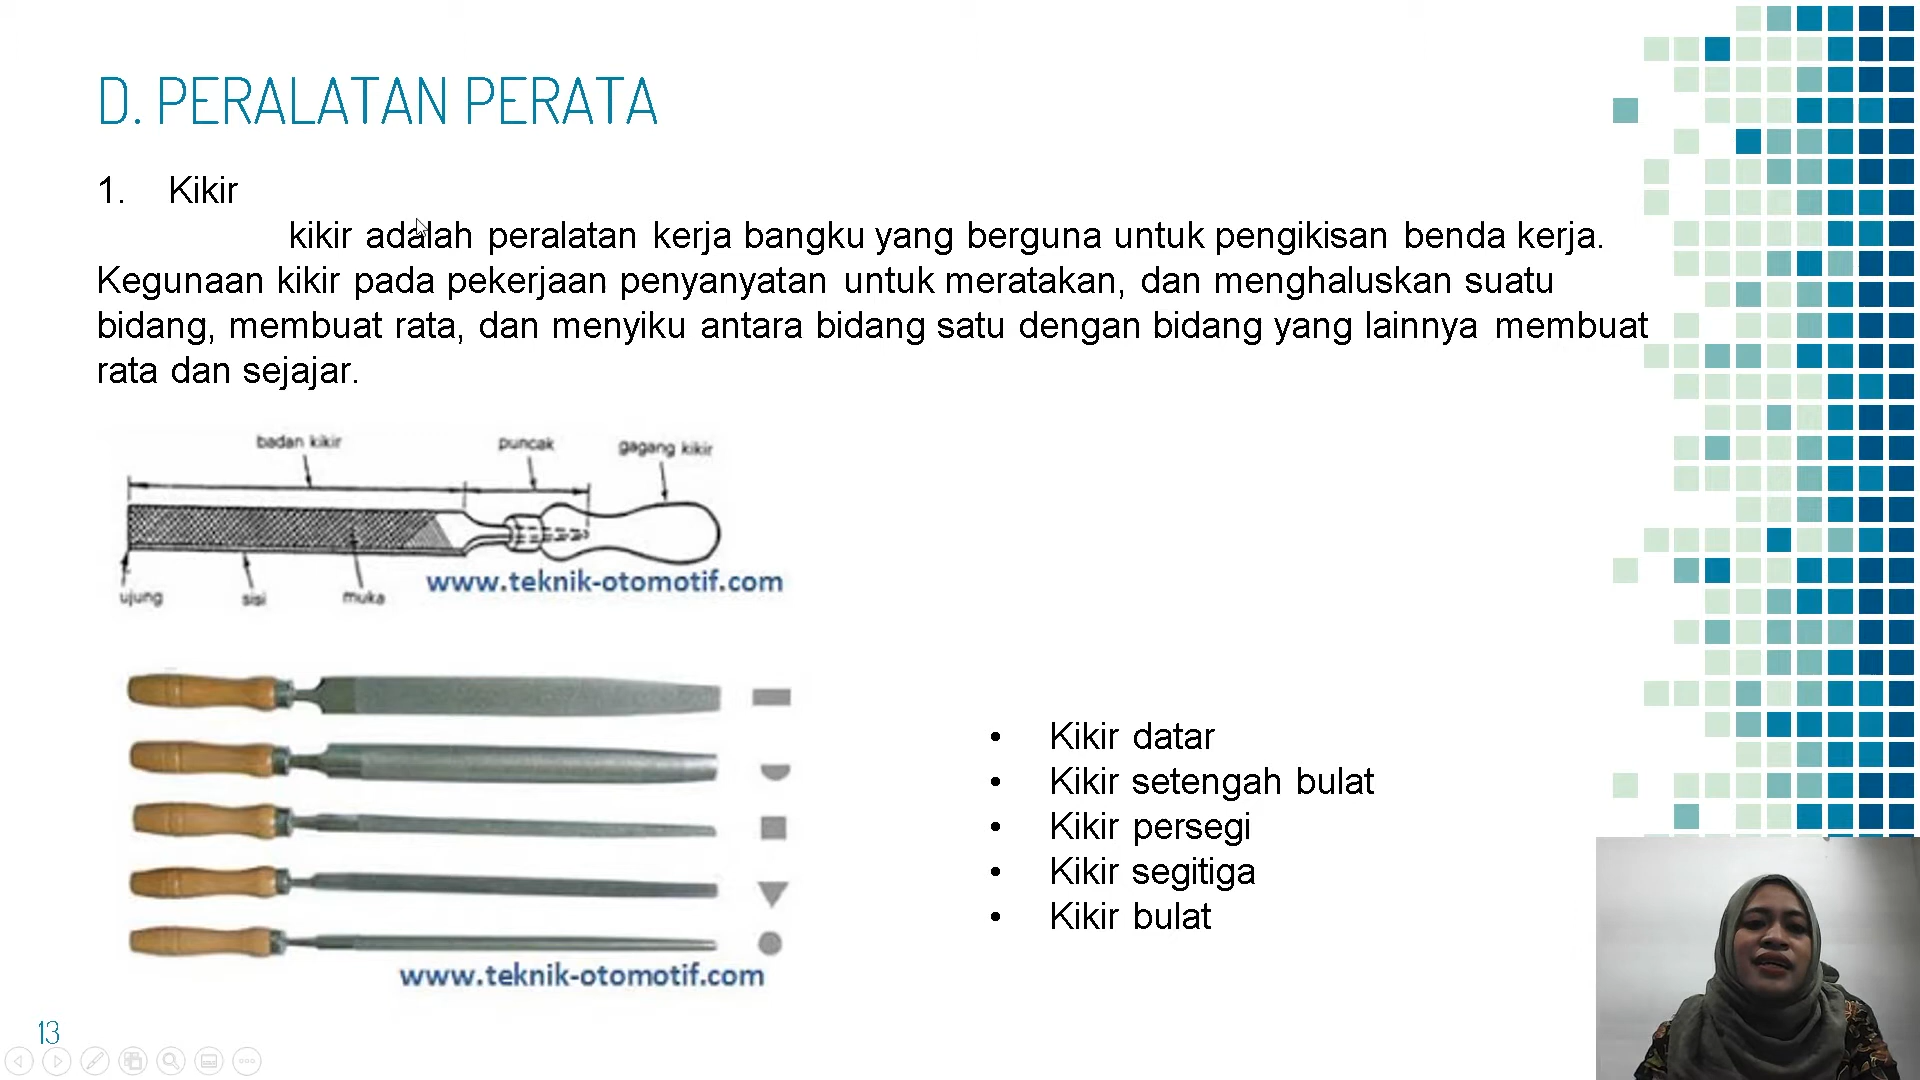 D. PERALATAN PERATA
1. Kikir
kikir adalah peralatan kerja bangku yang berguna untuk pengikisan benda kerja.
Kegunaan kikir pada pekerjaan penyanyatan untuk meratakan, dan menghaluskan suatu
bidang, membuat rata, dan menyiku antara bidang satu dengan bidang yang lainnya membuat
rata dan sejajar.
badan kikir
puncak
gagang kikir
ujung
sisi
muka
www.teknik-otomotif.com
• Kikir datar
• Kikir setengah bulat
• Kikir persegi
• Kikir segitiga
• Kikir bulat
www.teknik-otomotif.com
13